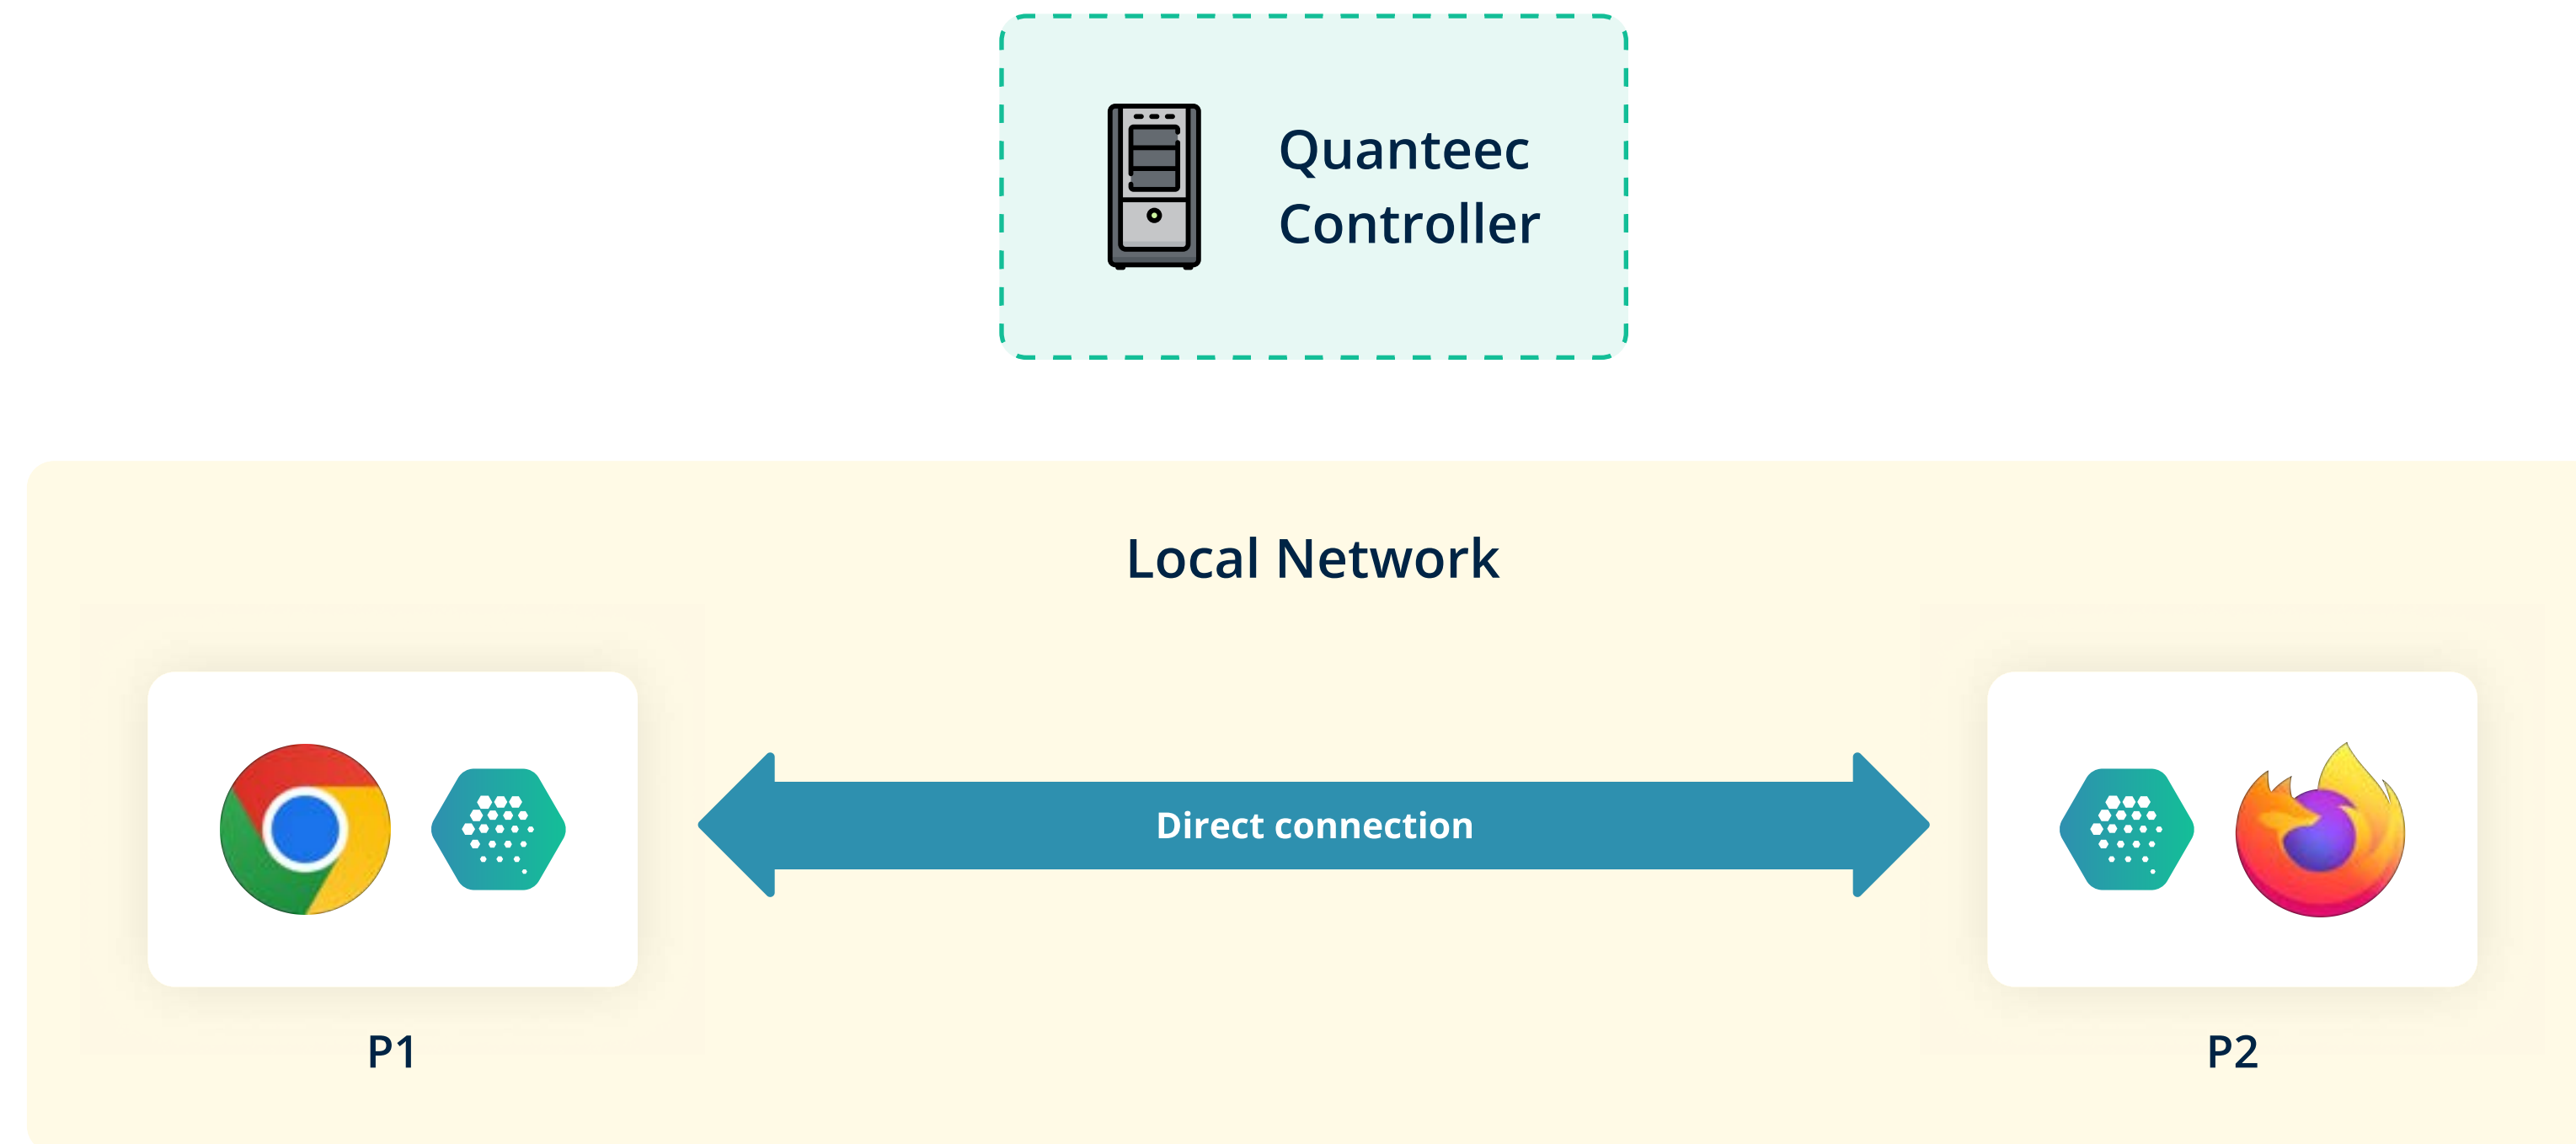 Quanteec
Controller
Local Network
Direct connection
P1
P2